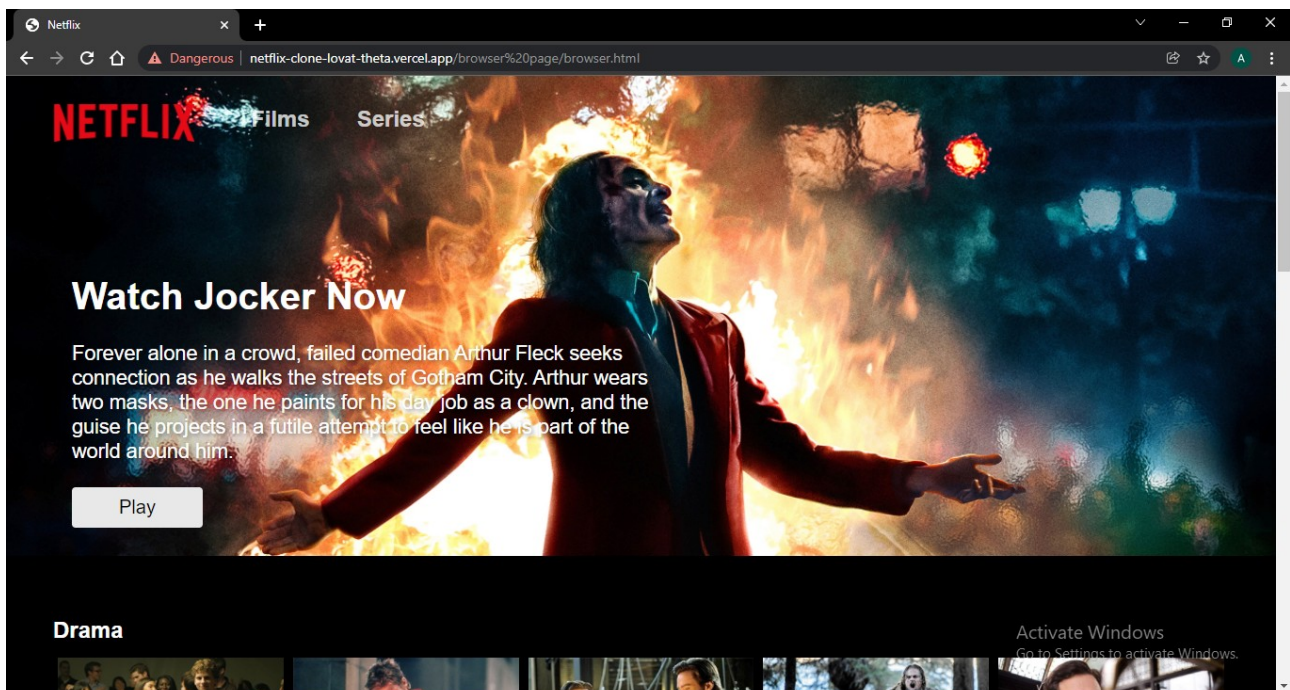 Netflix
Dangerous netflix-clone-lovat-theta.vercel.app/browser%20page/browser.html
A
NETFLIX Films Series
Watch Jocker Now
Forever alone in a crowd, failed comedian Arthur Fleck seeks
connection as he walks the streets of Gotham City. Arthur wears
two masks, the one he paints for his day job as a clown, and the
guise he projects in a futile attempt to feel like he is part of the
world around him.
Play
Drama
Activate Windows
Go to Settings to activate Windows.